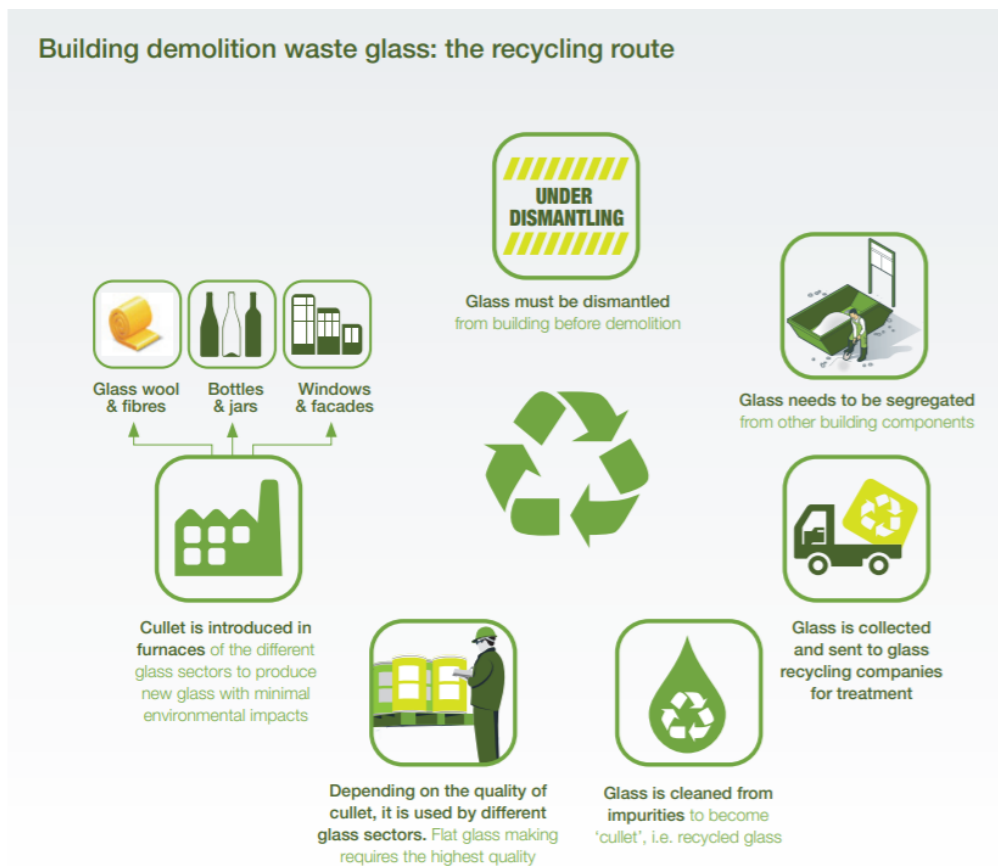 Building demolition waste glass: the recycling route
UNDER
DISMANTLING
Glass must be dismantled
from building before demolition
Glass needs to be segregated
from other building components
Glass is collected
and sent to glass
recycling companies
for treatment
Glass is cleaned from
impurities to become
‘cullet’, i.e. recycled glass
Depending on the quality of
cullet, it is used by different
glass sectors. Flat glass making
requires the highest quality
Cullet is introduced in
furnaces of the different
glass sectors to produce
new glass with minimal
environmental impacts
Glass wool
& fibres
Bottles
& jars
Windows
& facades